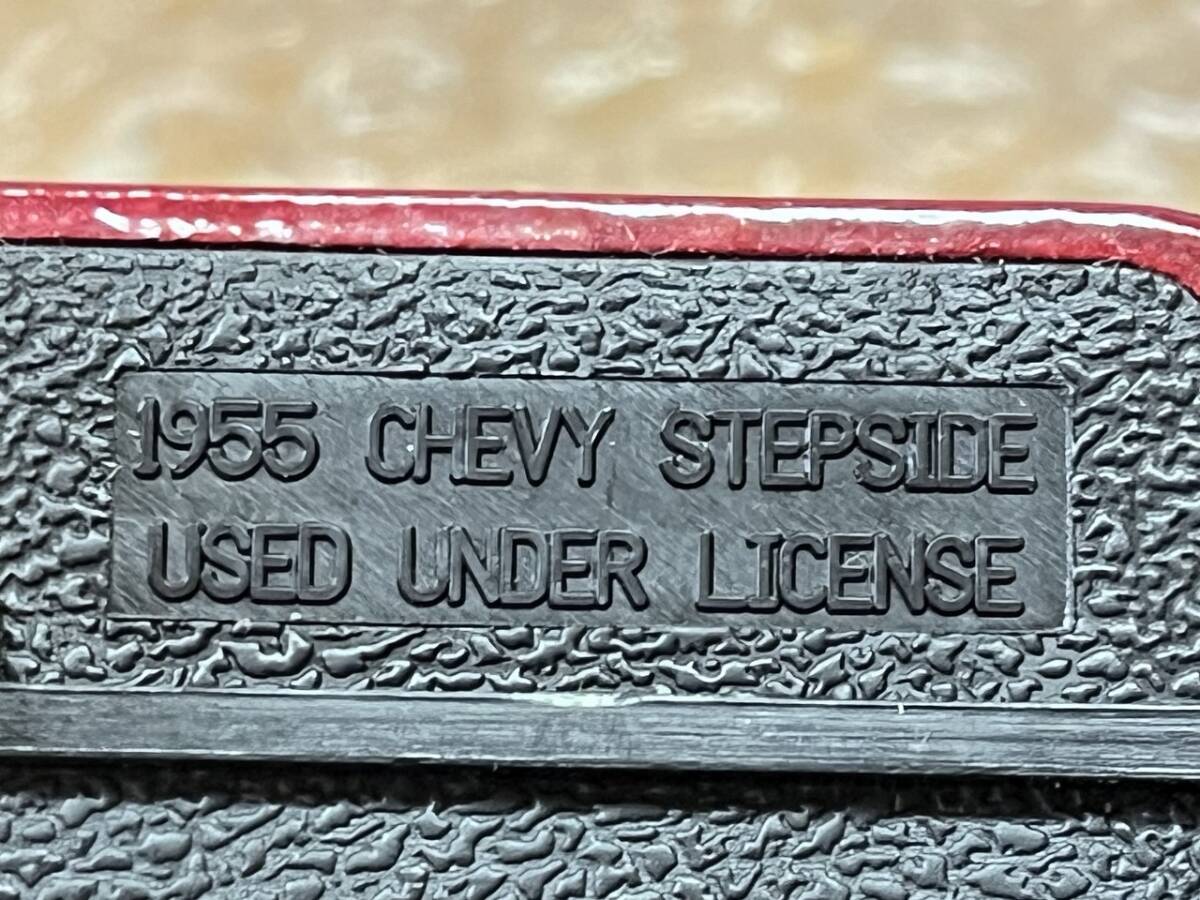 1955 CHEVY STEPSIDE
USED UNDER LICENSE